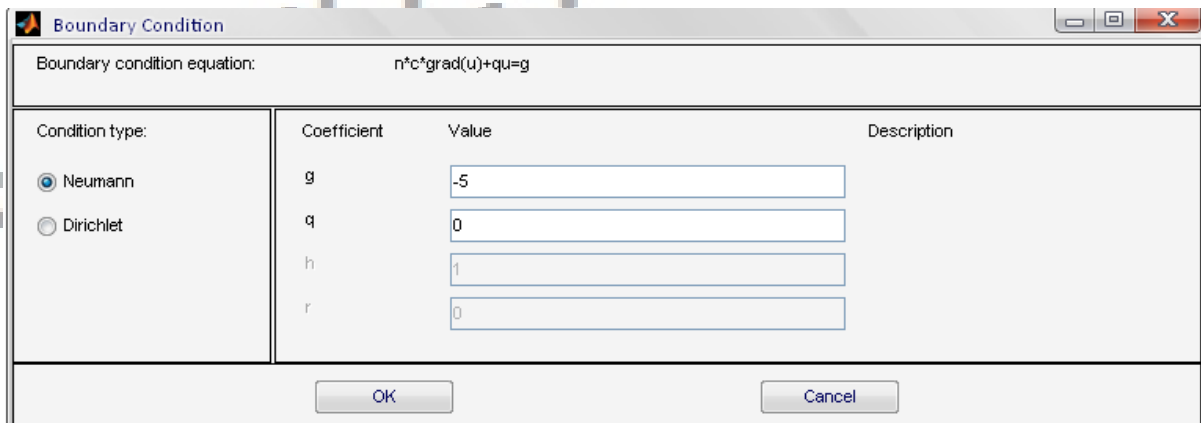 Boundary Condition
Boundary condition equation: n*c*grad(u)+qu=g
Condition type:
Neumann
Dirichlet
Coefficient Value Description
g -5
q 0
h 1
r 0
OK Cancel